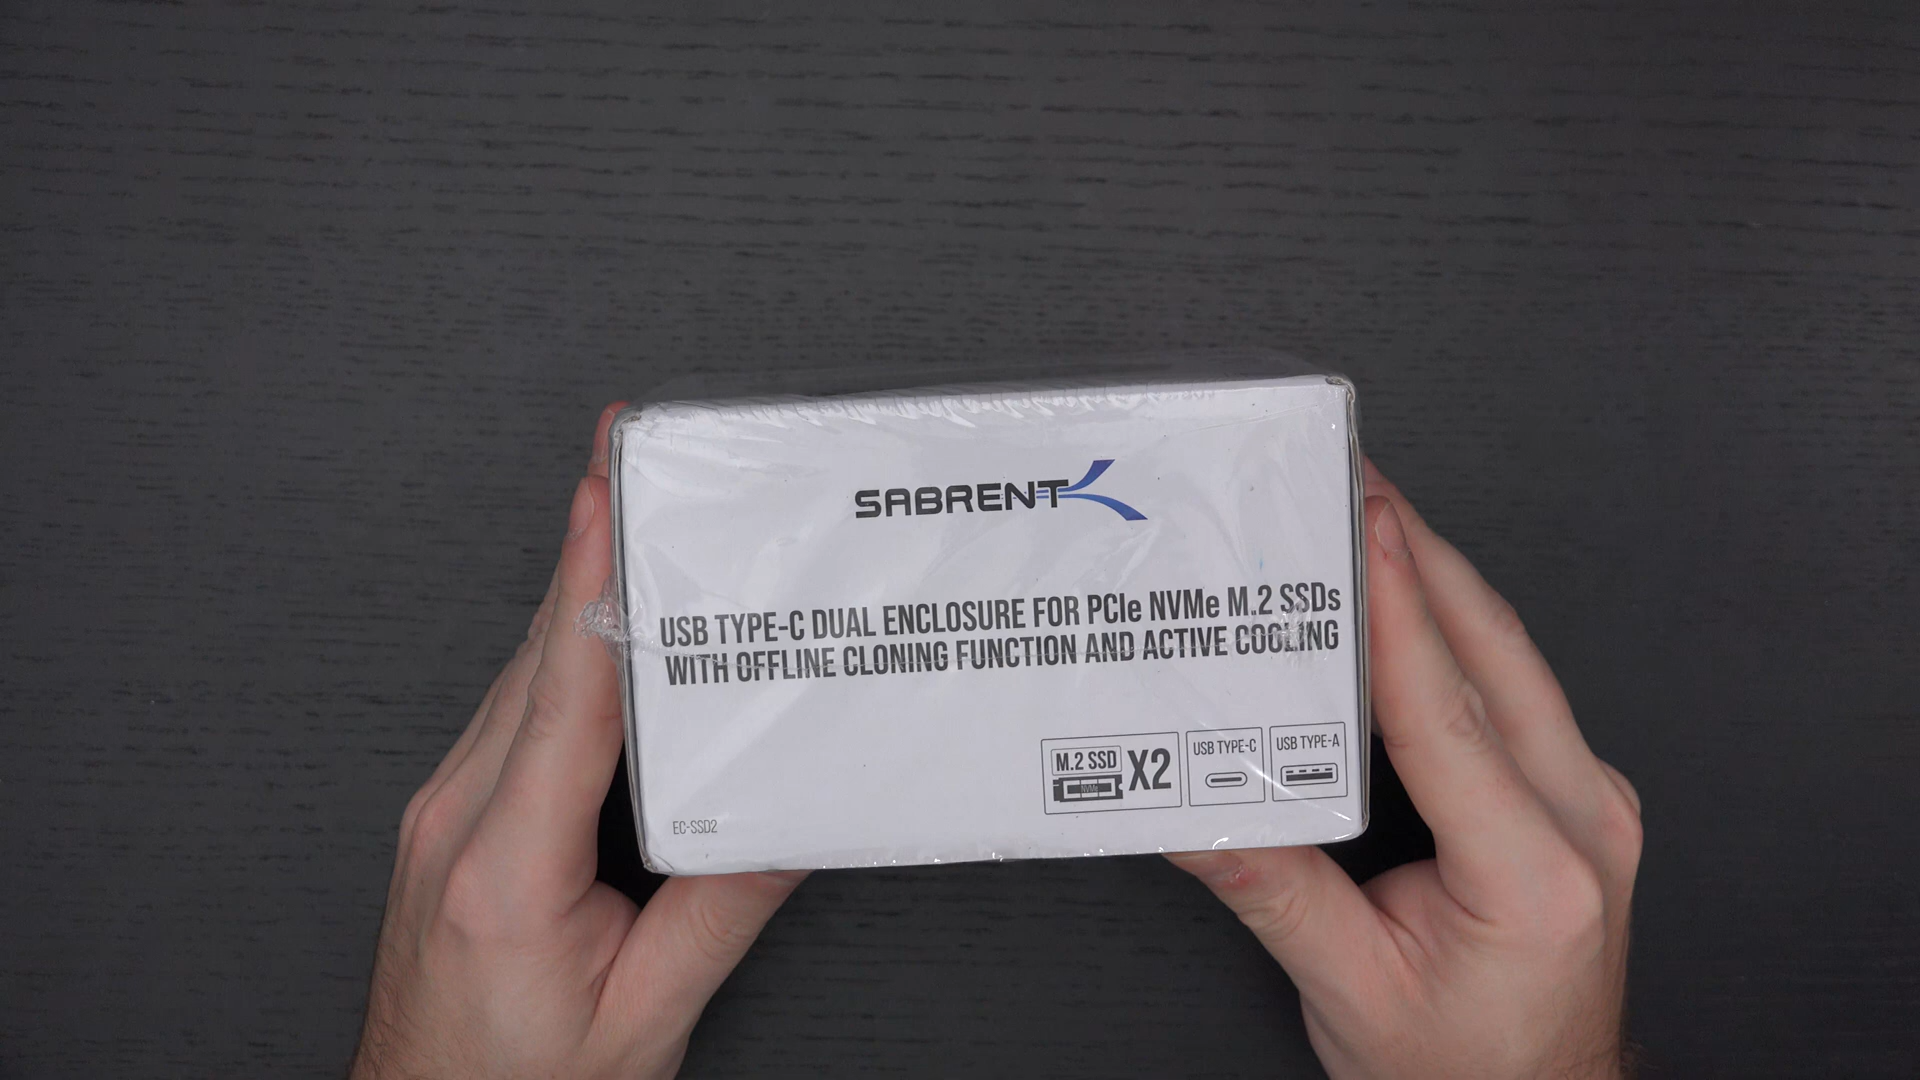 SABRENT
USB TYPE-C DUAL ENCLOSURE FOR PCIe NVMe M.2 SSDs
WITH OFFLINE CLONING FUNCTION AND ACTIVE COOLING
M.2 SSD X2
NVMe
USB TYPE-C
USB TYPE-A
EC-SSD2